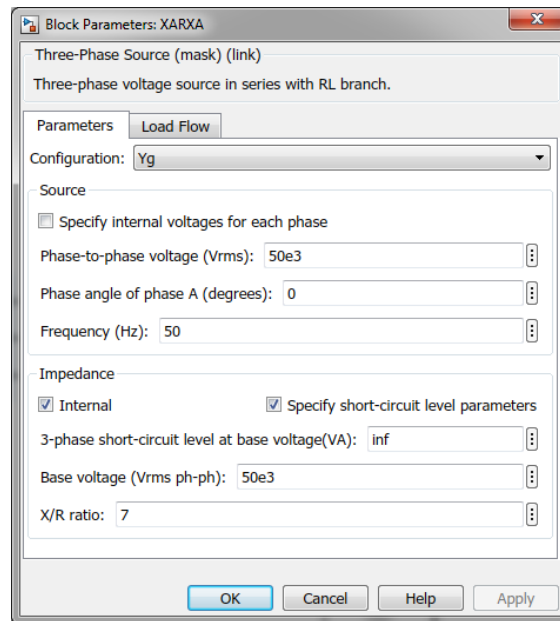 Block Parameters: XARXA
Three-Phase Source (mask) (link)
Three-phase voltage source in series with RL branch.
Parameters Load Flow
Configuration: Yg
Source
Specify internal voltages for each phase
Phase-to-phase voltage (Vrms): 50e3
Phase angle of phase A (degrees): 0
Frequency (Hz): 50
Impedance
Internal Specify short-circuit level parameters
3-phase short-circuit level at base voltage(VA): inf
Base voltage (Vrms ph-ph): 50e3
X/R ratio: 7
OK Cancel Help Apply